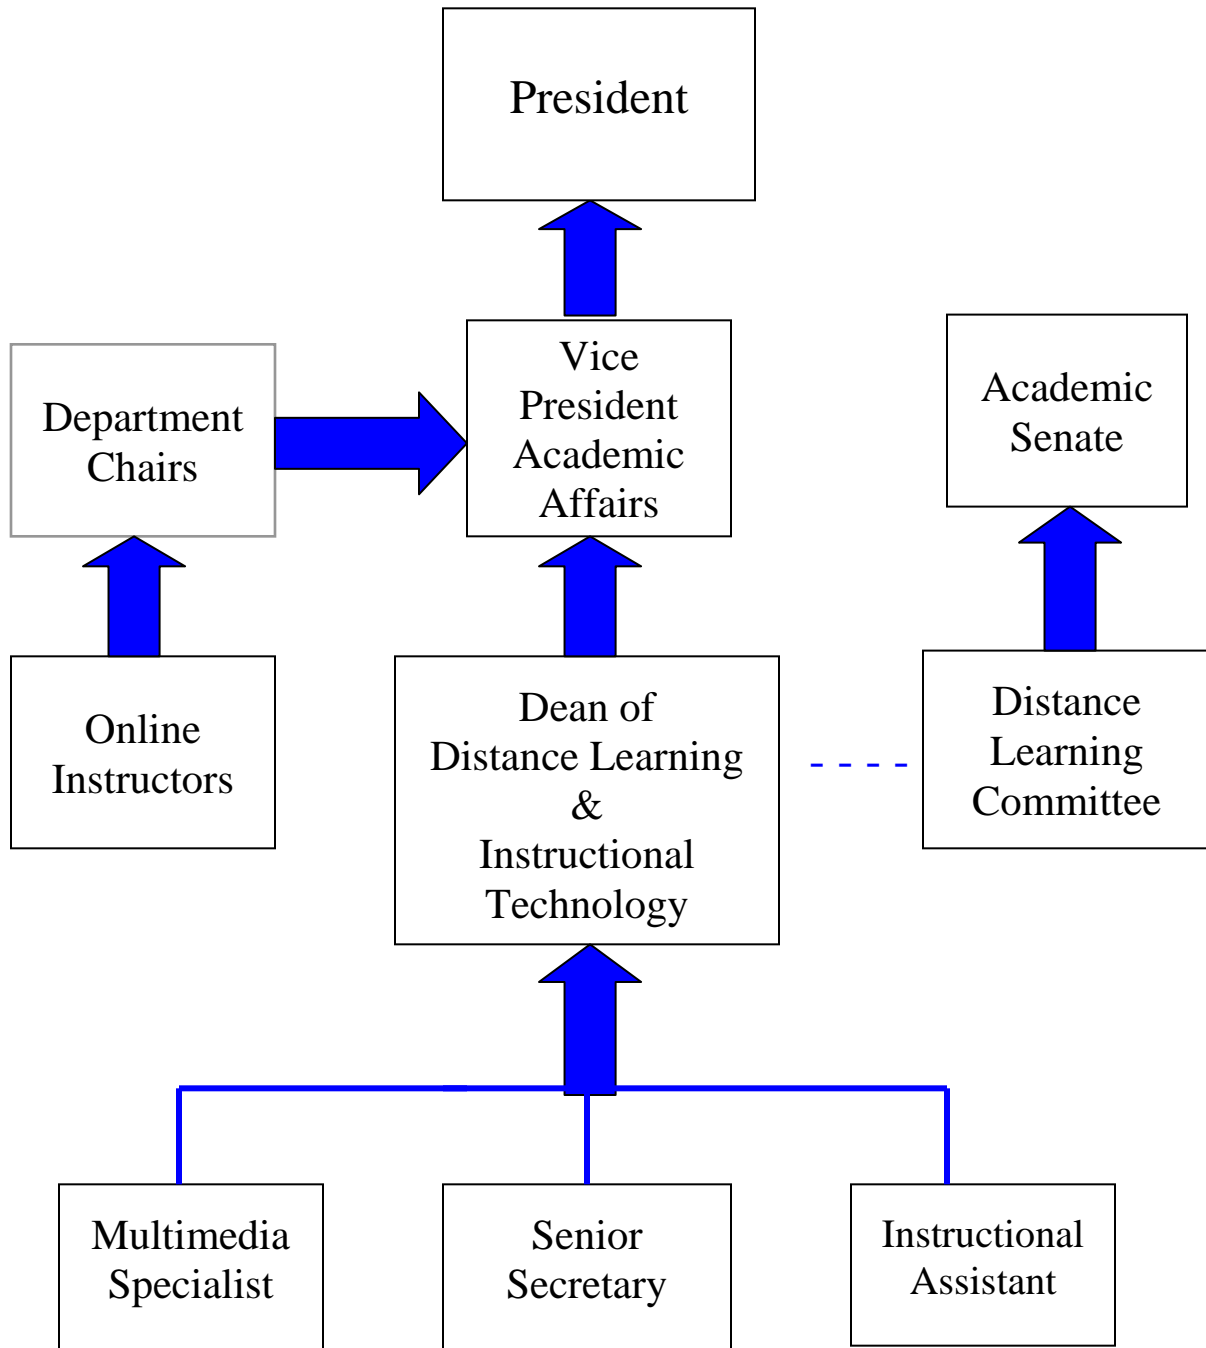 President
Vice
President
Academic
Affairs
Department
Chairs
Academic
Senate
Online
Instructors
Dean of
Distance Learning
&
Instructional
Technology
Distance
Learning
Committee
Multimedia
Specialist
Senior
Secretary
Instructional
Assistant